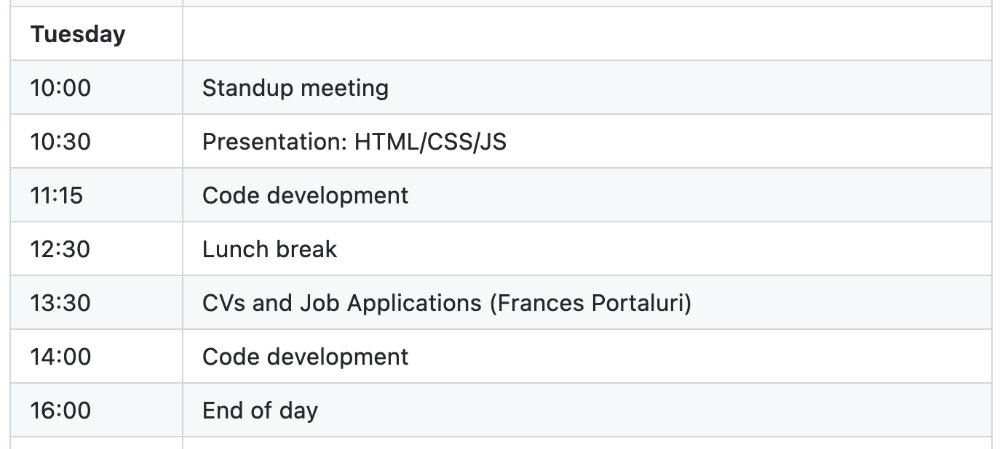 Tuesday
10:00 Standup meeting
10:30 Presentation: HTML/CSS/JS
11:15 Code development
12:30 Lunch break
13:30 CVs and Job Applications (Frances Portaluri)
14:00 Code development
16:00 End of day